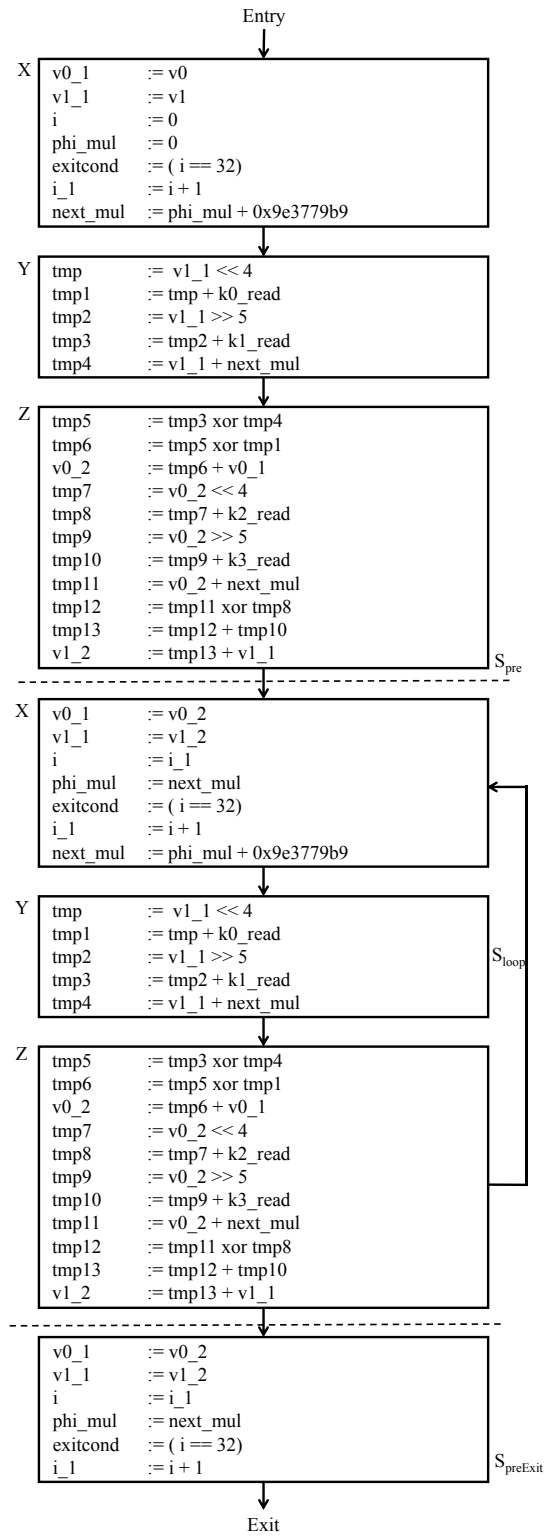 Entry
X
v0_1 := v0
v1_1 := v1
i := 0
phi_mul := 0
exitcond := ( i == 32)
i_1 := i + 1
next_mul := phi_mul + 0x9e3779b9
Y
tmp := v1_1 << 4
tmp1 := tmp + k0_read
tmp2 := v1_1 >> 5
tmp3 := tmp2 + k1_read
tmp4 := v1_1 + next_mul
Z
tmp5 := tmp3 xor tmp4
tmp6 := tmp5 xor tmp1
v0_2 := tmp6 + v0_1
tmp7 := v0_2 << 4
tmp8 := tmp7 + k2_read
tmp9 := v0_2 >> 5
tmp10 := tmp9 + k3_read
tmp11 := v0_2 + next_mul
tmp12 := tmp11 xor tmp8
tmp13 := tmp12 + tmp10
v1_2 := tmp13 + v1_1
Spre
X
v0_1 := v0_2
v1_1 := v1_2
i := i_1
phi_mul := next_mul
exitcond := ( i == 32)
i_1 := i + 1
next_mul := phi_mul + 0x9e3779b9
Y
tmp := v1_1 << 4
tmp1 := tmp + k0_read
tmp2 := v1_1 >> 5
tmp3 := tmp2 + k1_read
tmp4 := v1_1 + next_mul
Sloop
Z
tmp5 := tmp3 xor tmp4
tmp6 := tmp5 xor tmp1
v0_2 := tmp6 + v0_1
tmp7 := v0_2 << 4
tmp8 := tmp7 + k2_read
tmp9 := v0_2 >> 5
tmp10 := tmp9 + k3_read
tmp11 := v0_2 + next_mul
tmp12 := tmp11 xor tmp8
tmp13 := tmp12 + tmp10
v1_2 := tmp13 + v1_1
v0_1 := v0_2
v1_1 := v1_2
i := i_1
phi_mul := next_mul
exitcond := ( i == 32)
i_1 := i + 1
SpreExit
Exit